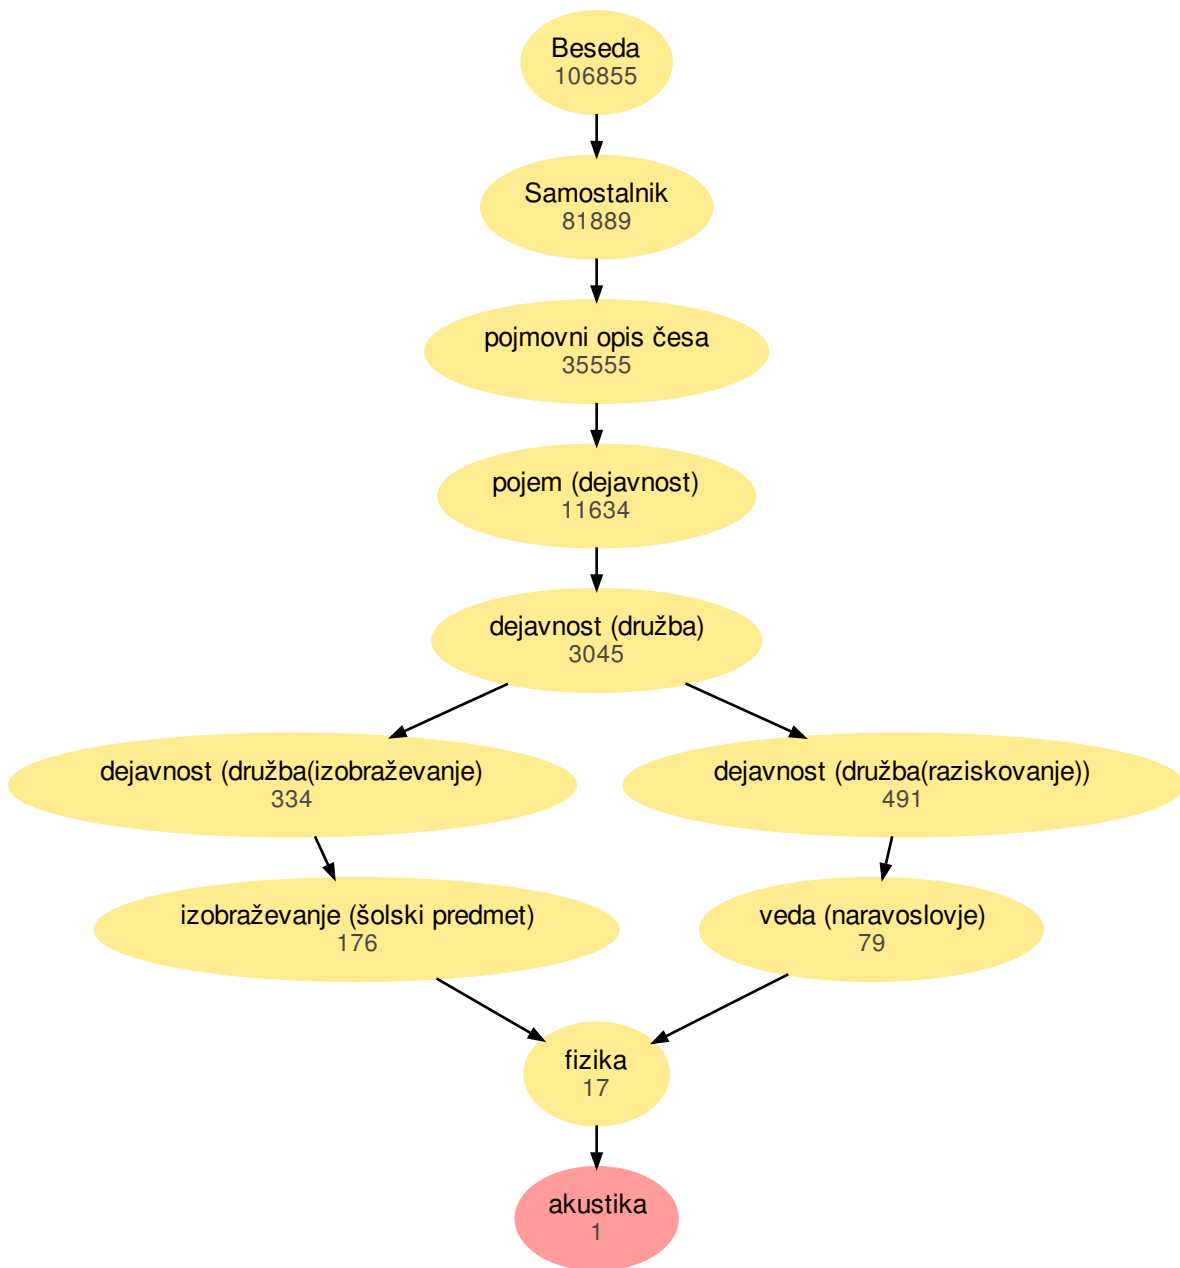 Beseda
106855
Samostalnik
81889
pojmovni opis česa
35555
pojem (dejavnost)
11634
dejavnost (družba)
3045
dejavnost (družba(izobraževanje)
334
dejavnost (družba(raziskovanje))
491
izobraževanje (šolski predmet)
176
veda (naravoslovje)
79
fizika
17
akustika
1